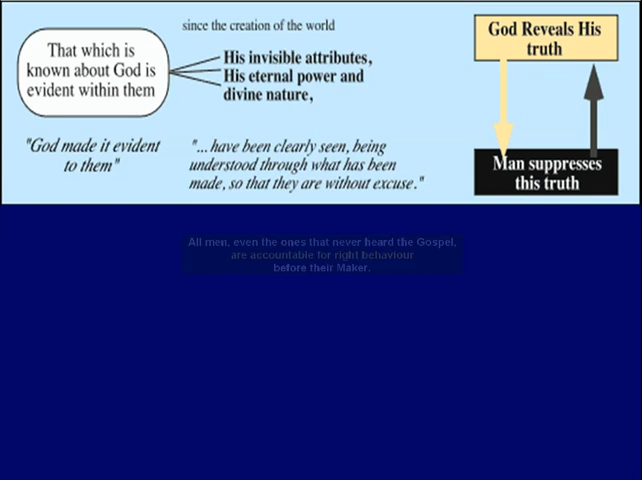 since the creation of the world
That which is
known about God is
evident within them
His invisible attributes,
His eternal power and
divine nature,
God Reveals His
truth
"God made it evident
to them"
"... have been clearly seen, being
understood through what has been
made, so that they are without excuse."
Man suppresses
this truth
All men, even the ones that never heard the Gospel,
are accountable for right behaviour
before their Maker.